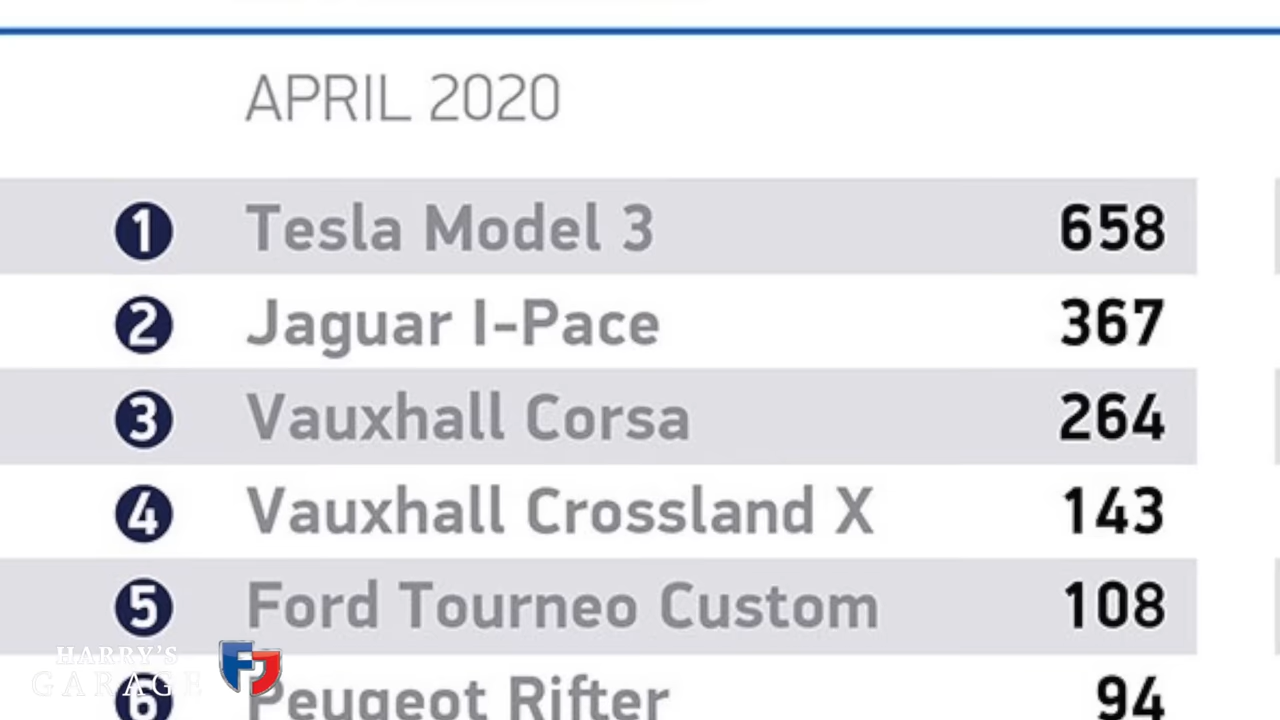 APRIL 2020
1 Tesla Model 3 658
2 Jaguar I-Pace 367
3 Vauxhall Corsa 264
4 Vauxhall Crossland X 143
5 Ford Tourneo Custom 108
6 Peugeot Rifter 94
HARRY'S
GARAGE